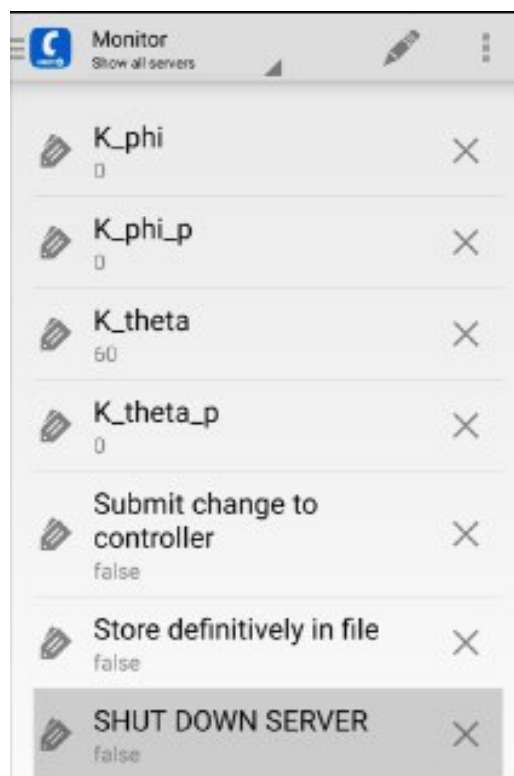 Monitor
Show all servers
K_phi
0
K_phi_p
0
K_theta
60
K_theta_p
0
Submit change to
controller
false
Store definitively in file
false
SHUT DOWN SERVER
false